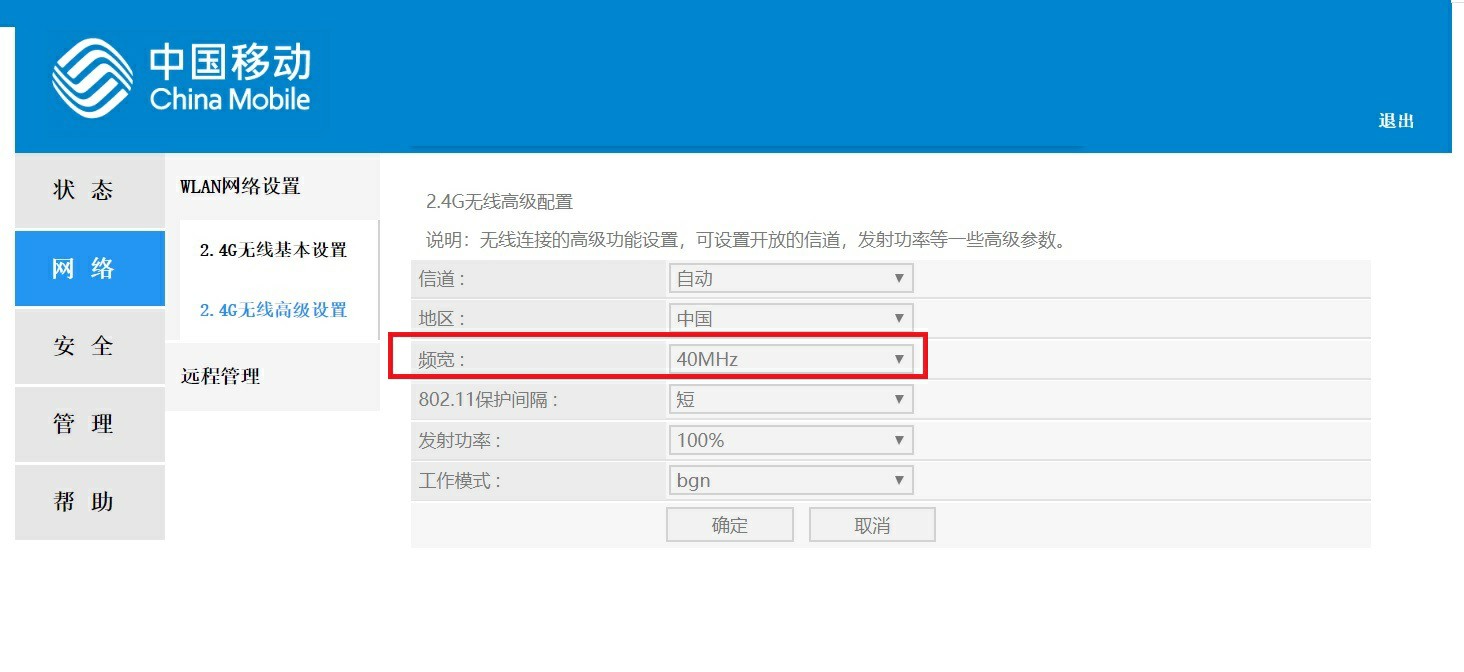 中国移动
China Mobile
退出
状 态
网 络
安 全
管 理
帮 助
WLAN网络设置
2.4G无线基本设置
2.4G无线高级设置
远程管理
2.4G无线高级配置
说明：无线连接的高级功能设置，可设置开放的信道，发射功率等一些高级参数。
信道： 自动
地区： 中国
频宽： 40MHz
802.11保护间隔： 短
发射功率： 100%
工作模式： bgn
确定 取消